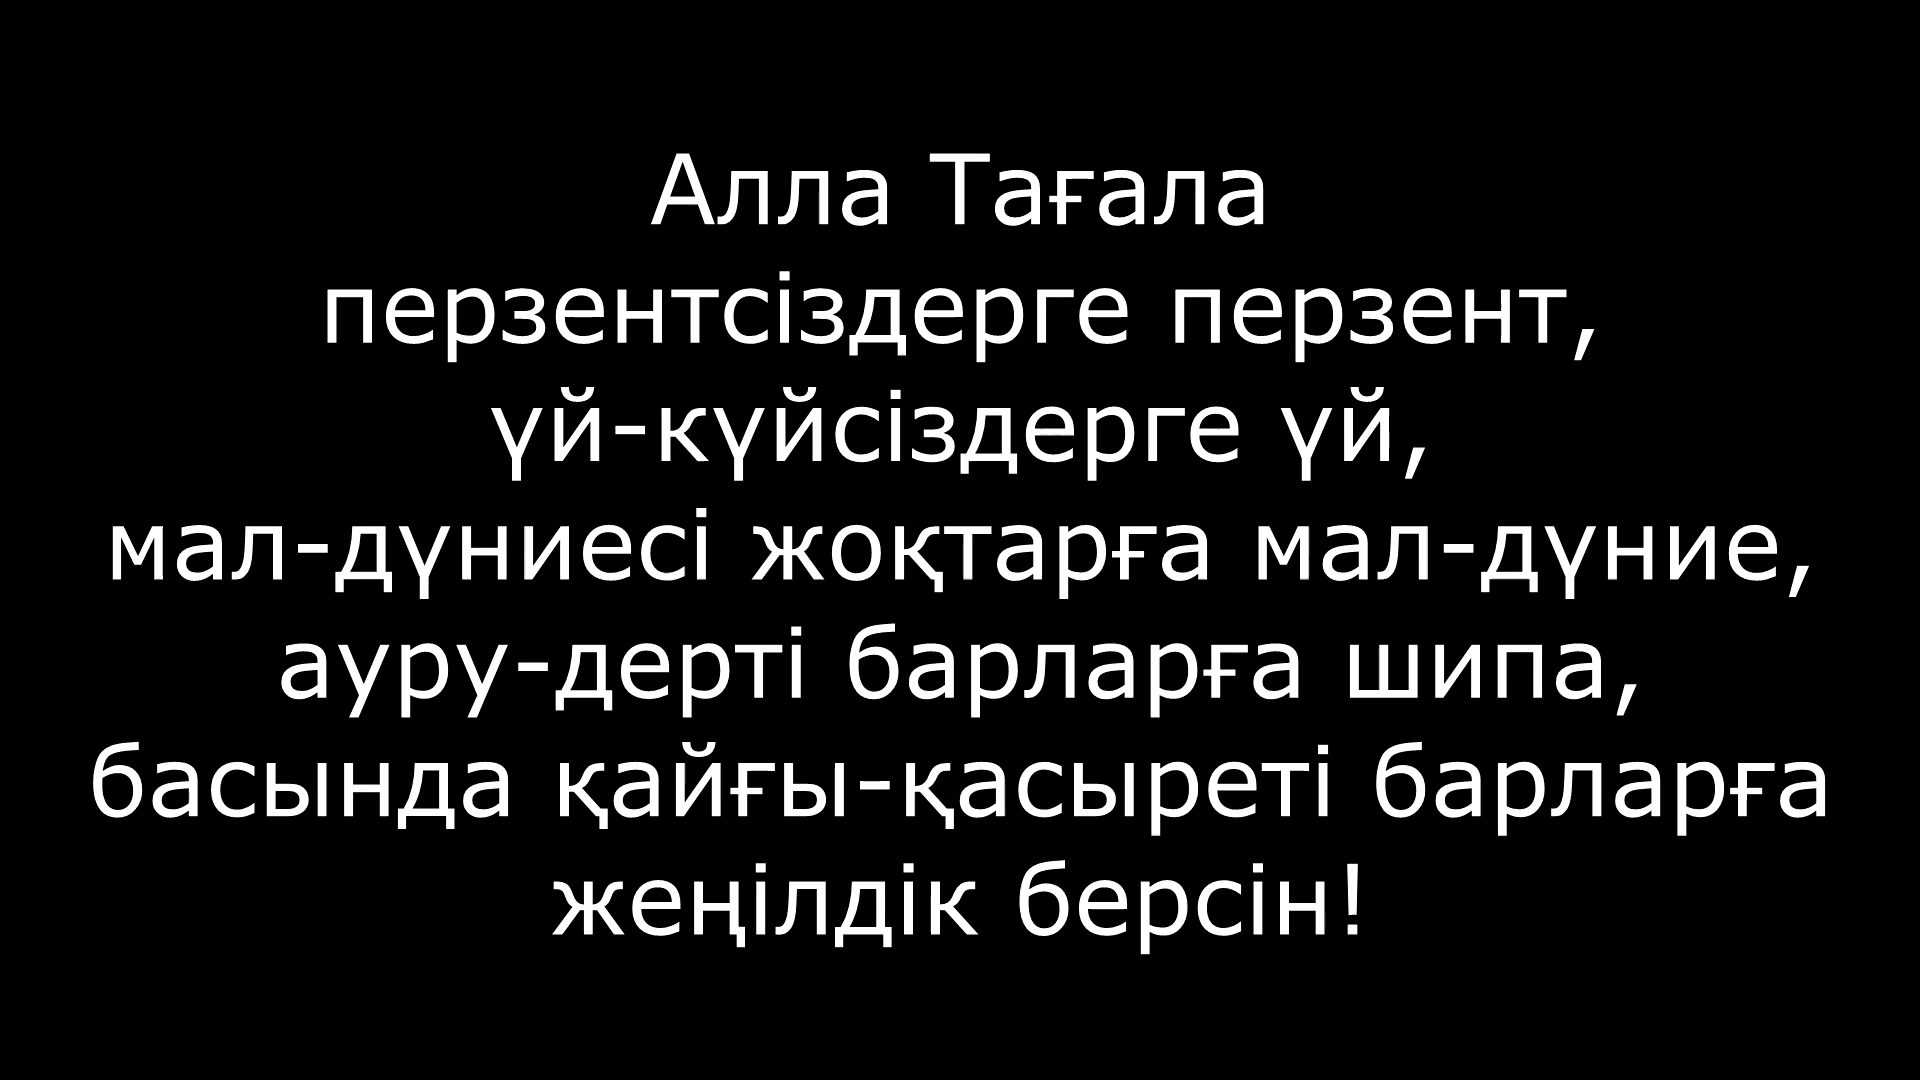 Алла Тағала
перзентсіздерге перзент,
үй-күйсіздерге үй,
мал-дүниесі жоқтарға мал-дүние,
ауру-дерті барларға шипа,
басында қайғы-қасыреті барларға
жеңілдік берсін!